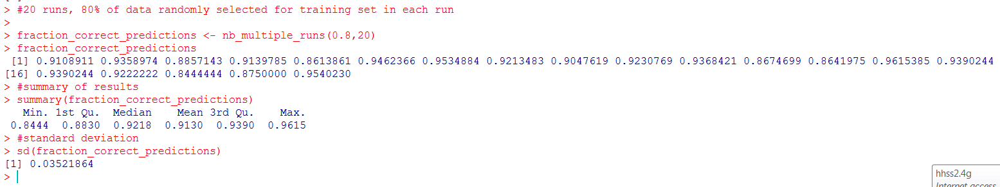 > #20 runs, 80% of data randomly selected for training set in each run
>
> fraction_correct_predictions <- nb_multiple_runs(0.8,20)
> fraction_correct_predictions
[1] 0.9108911 0.9358974 0.8857143 0.9139785 0.8613861 0.9462366 0.9534884 0.9213483 0.9047619 0.9230769 0.9368421 0.8674699 0.8641975 0.9615385 0.9390244
[16] 0.9390244 0.9222222 0.8444444 0.8750000 0.9540230
> #summary of results
> summary(fraction_correct_predictions)
Min. 1st Qu. Median Mean 3rd Qu. Max.
0.8444 0.8830 0.9218 0.9130 0.9390 0.9615
> #standard deviation
> sd(fraction_correct_predictions)
[1] 0.03521864
>
hhss2.4g
Internet access